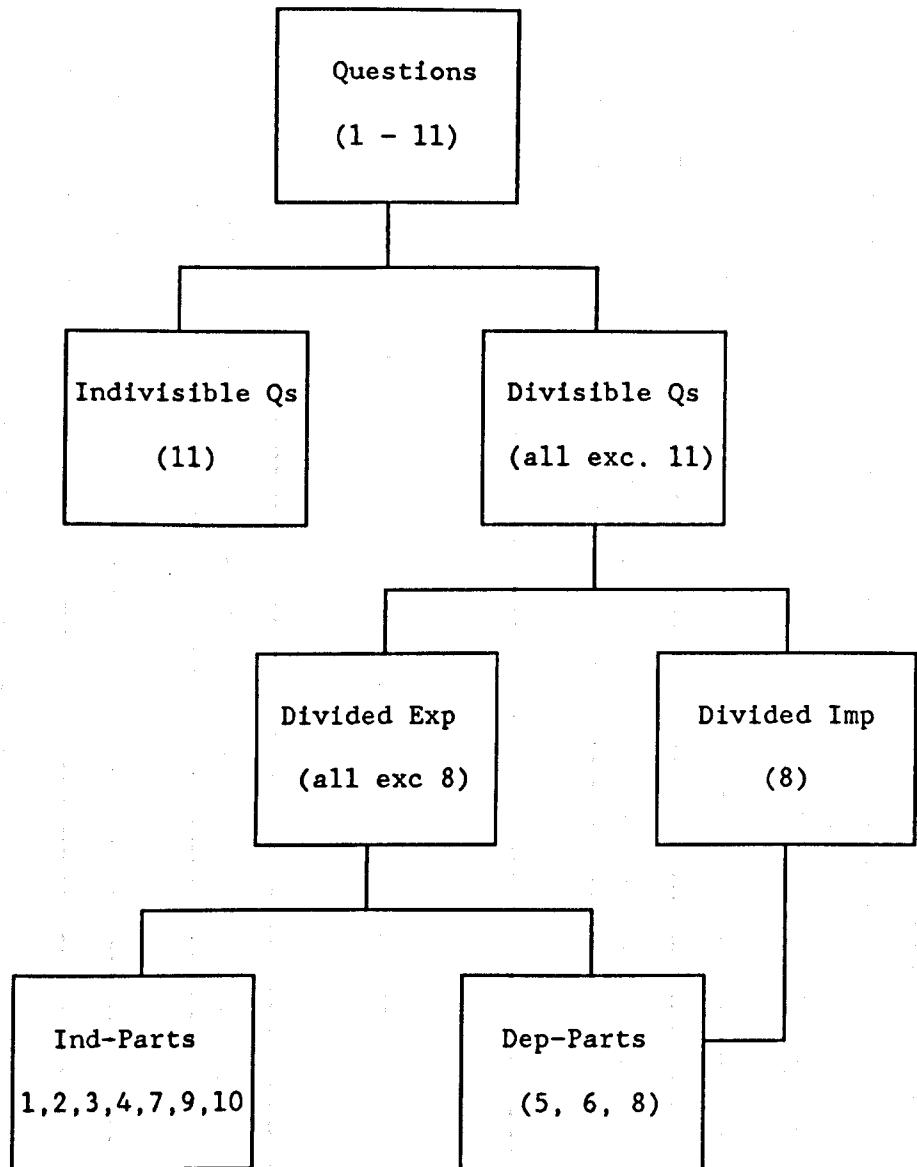 Questions
(1 - 11)
Indivisible Qs
(11)
Divisible Qs
(all exc. 11)
Divided Exp
(all exc 8)
Divided Imp
(8)
Ind-Parts
1,2,3,4,7,9,10
Dep-Parts
(5, 6, 8)